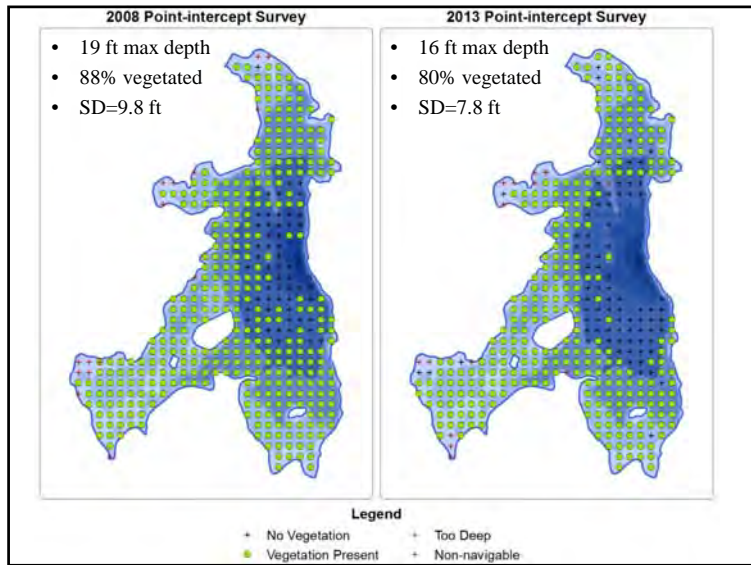 2008 Point-intercept Survey
• 19 ft max depth
• 88% vegetated
• SD=9.8 ft
2013 Point-intercept Survey
• 16 ft max depth
• 80% vegetated
• SD=7.8 ft
Legend
No Vegetation
Too Deep
Vegetation Present
Non-navigable